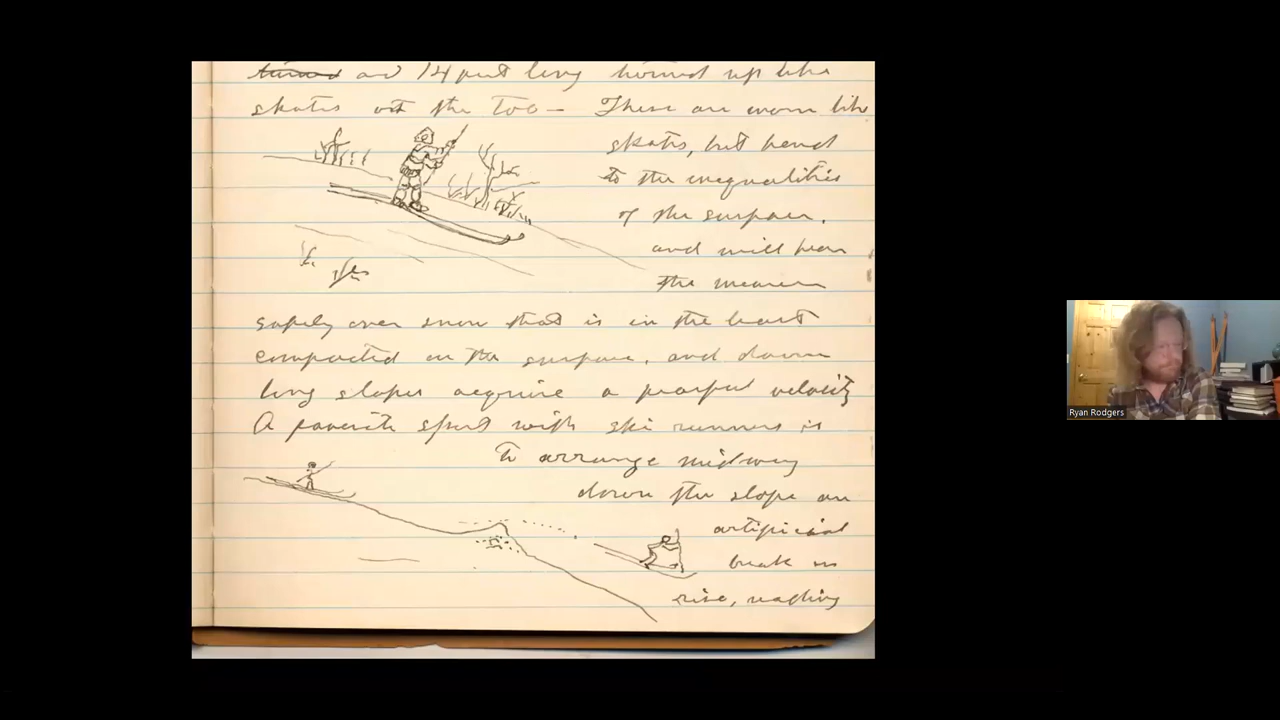 turned and 14 feet long turned up like
skates at the toe — These are worn like
skates, but bend
to the inequalities
of the surface,
and will bear
the wearer
safely over snow that is in the least
compacted on the surface, and down
long slopes acquire a fearful velocity
A favorite sport with ski runners is
To arrange midway
down the slope an
artificial
break or
rise,
Ryan Rodgers